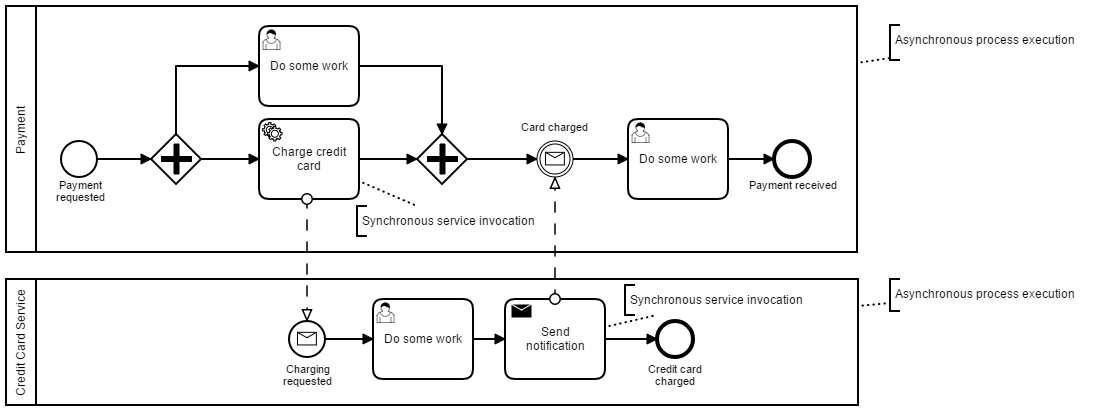 Payment
Payment
requested
Do some work
Charge credit
card
Synchronous service invocation
Card charged
Do some work
Payment received
Asynchronous process execution
Credit Card Service
Charging
requested
Do some work
Send
notification
Synchronous service invocation
Credit card
charged
Asynchronous process execution